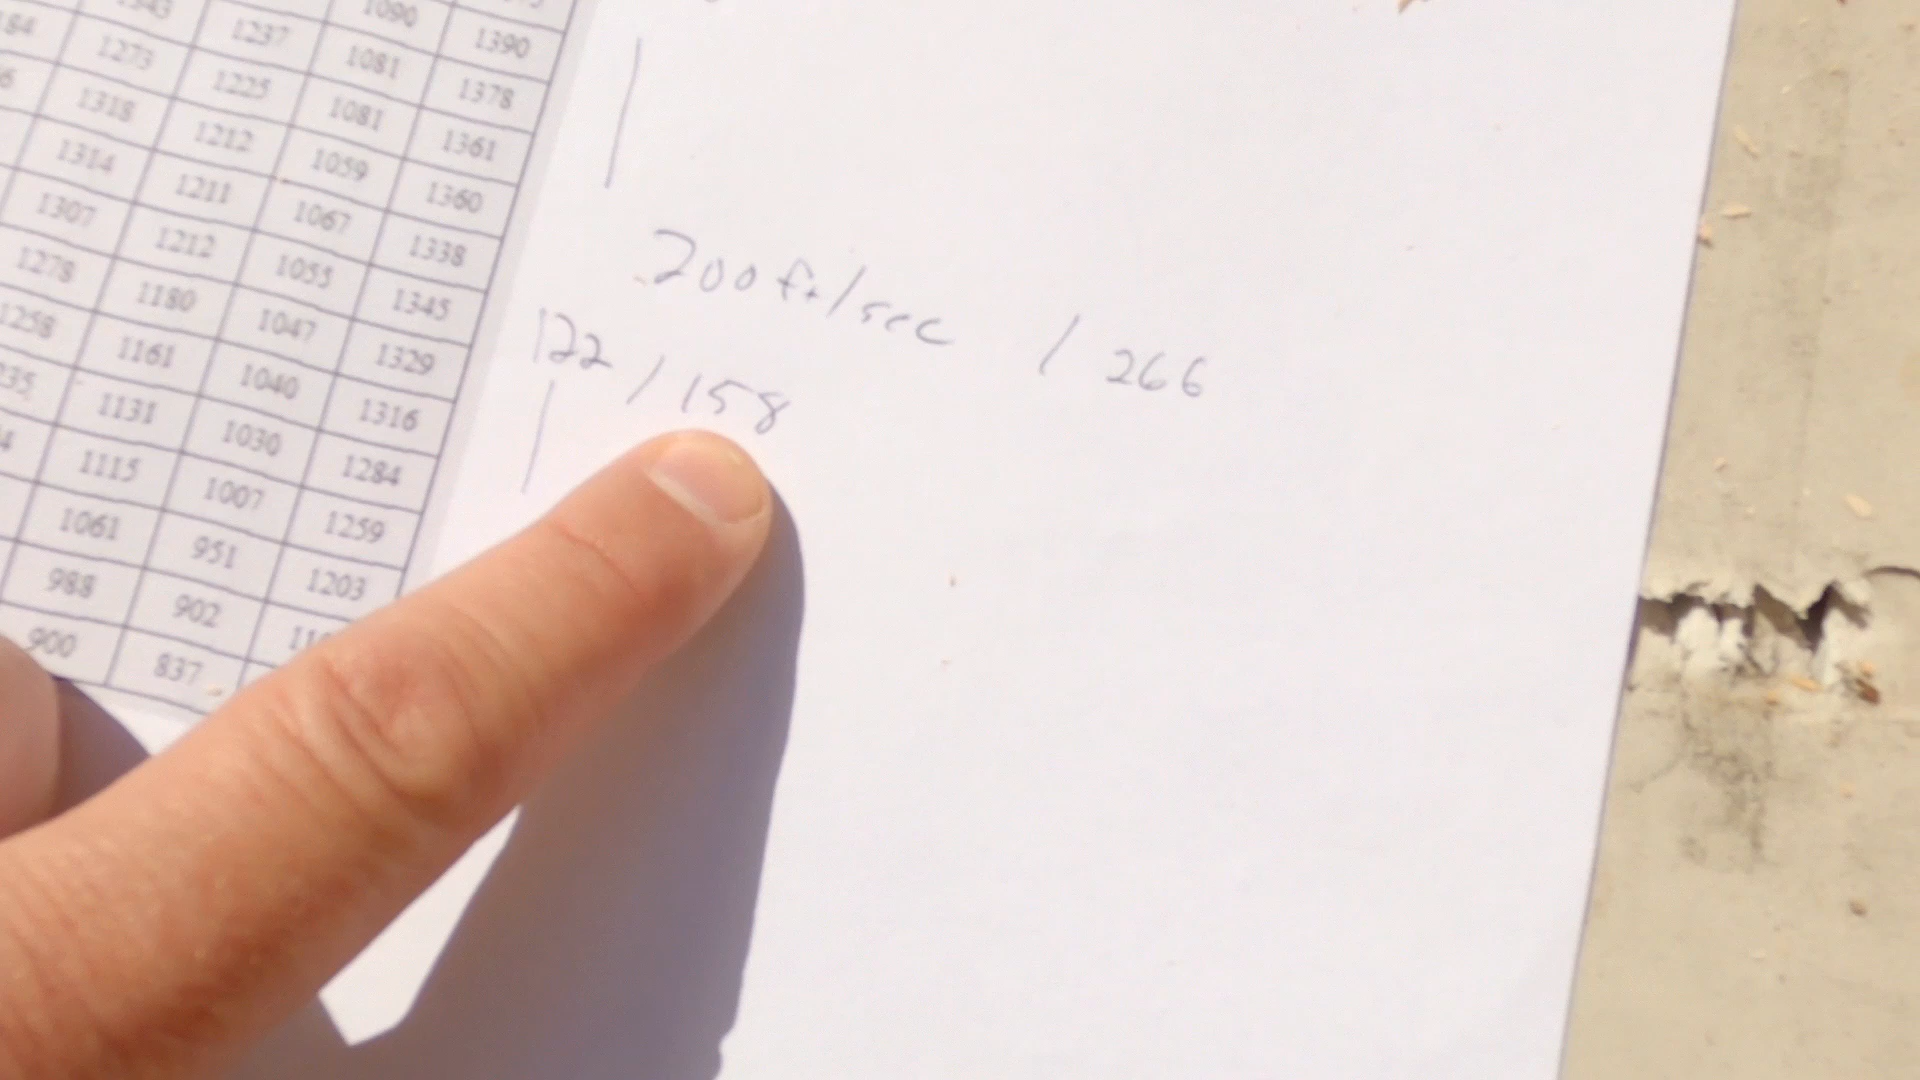 1343 1090
184 1273 1237 1081 1390
1318 1225 1081 1378
1314 1212 1059 1361
1307 1211 1067 1360
1278 1212 1055 1338
1258 1180 1047 1345
1161 1040 1329
1131 1030 1316
1115 1007 1284
1061 951 1259
988 902 1203
900 837
200 ft/sec / 266
122 / 158